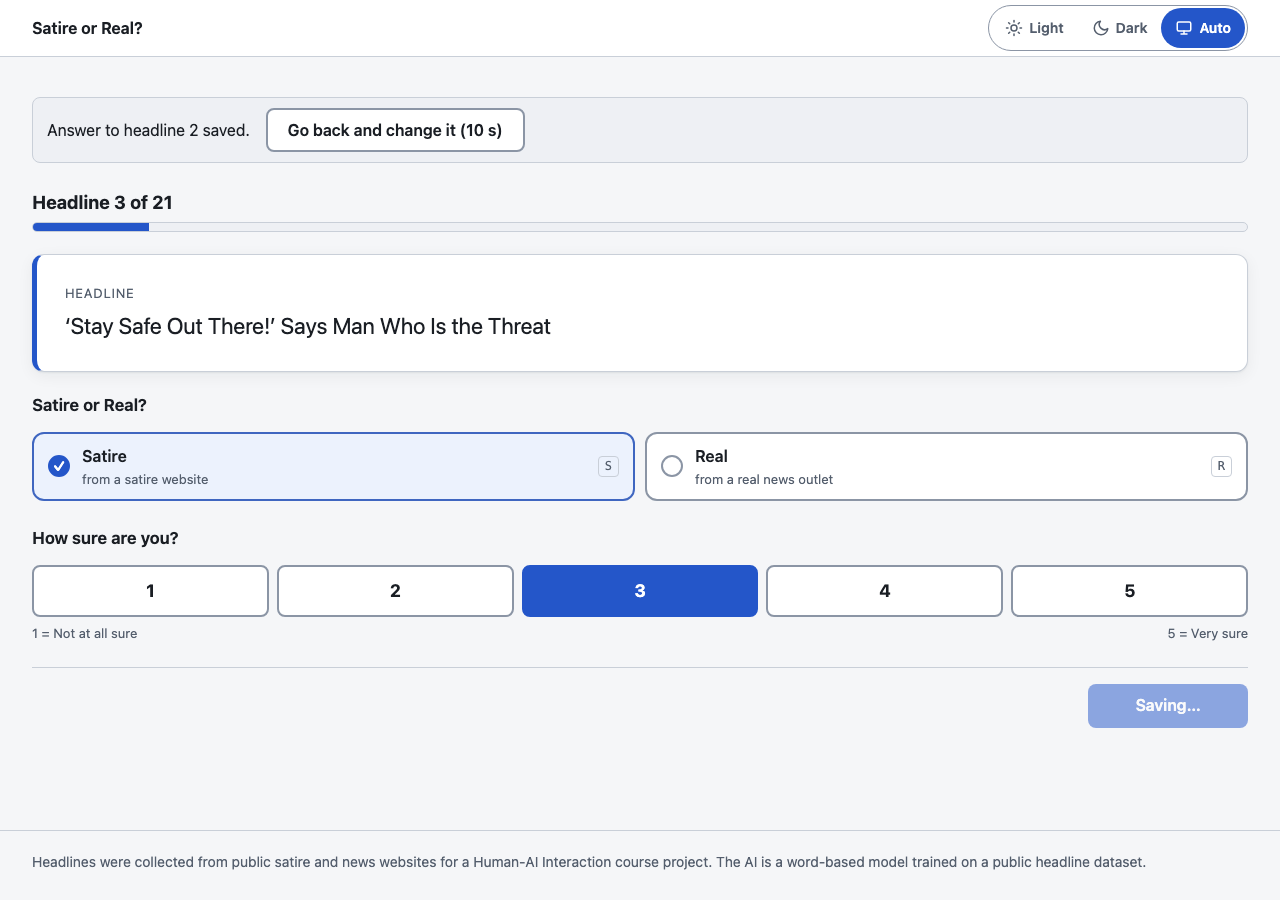 Satire or Real?
Light
Dark
Auto
Answer to headline 2 saved.
Go back and change it (10 s)
Headline 3 of 21
HEADLINE
‘Stay Safe Out There!’ Says Man Who Is the Threat
Satire or Real?
Satire
from a satire website
S
Real
from a real news outlet
R
How sure are you?
1
2
3
4
5
1 = Not at all sure
5 = Very sure
Saving...
Headlines were collected from public satire and news websites for a Human-AI Interaction course project. The AI is a word-based model trained on a public headline dataset.